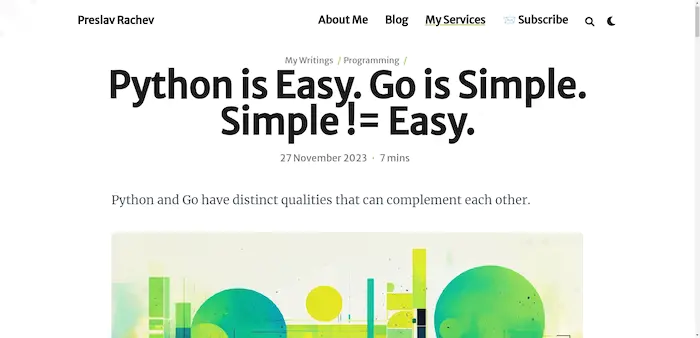 Preslav Rachev
About Me Blog My Services 📨 Subscribe
My Writings / Programming /
Python is Easy. Go is Simple.
Simple != Easy.
27 November 2023 · 7 mins
Python and Go have distinct qualities that can complement each other.